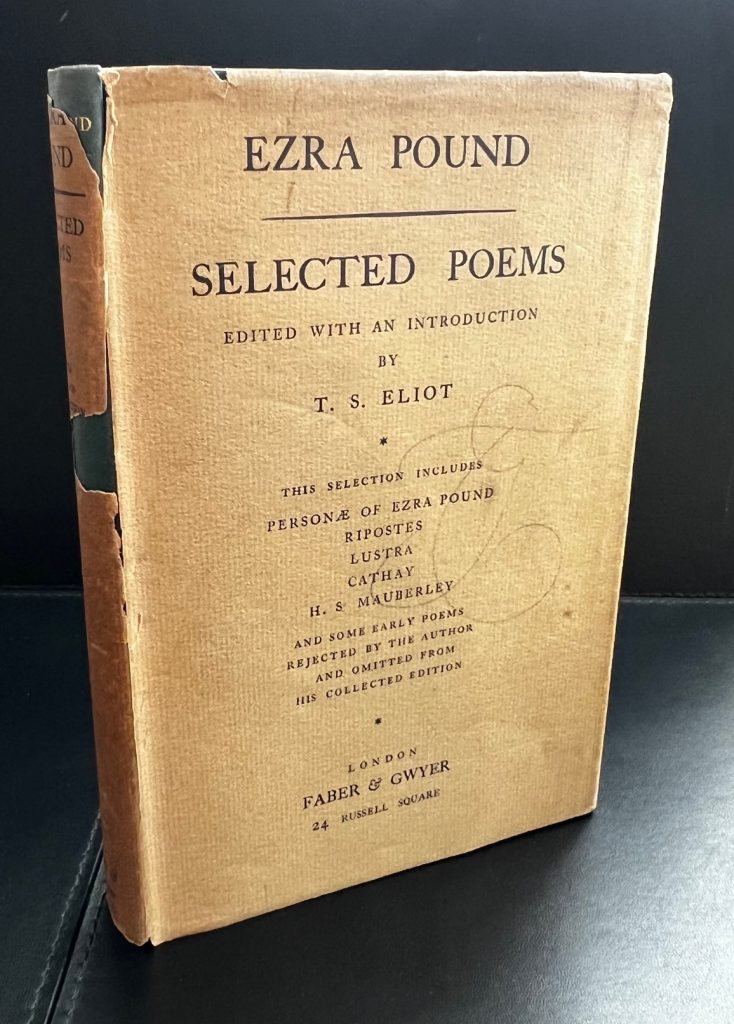 EZRA POUND
SELECTED POEMS
EDITED WITH AN INTRODUCTION
BY
T. S. ELIOT
*
THIS SELECTION INCLUDES
PERSONÆ OF EZRA POUND
RIPOSTES
LUSTRA
CATHAY
H. S MAUBERLEY
AND SOME EARLY POEMS
REJECTED BY THE AUTHOR
AND OMITTED FROM
HIS COLLECTED EDITION
*
LONDON
FABER & GWYER
24 RUSSELL SQUARE